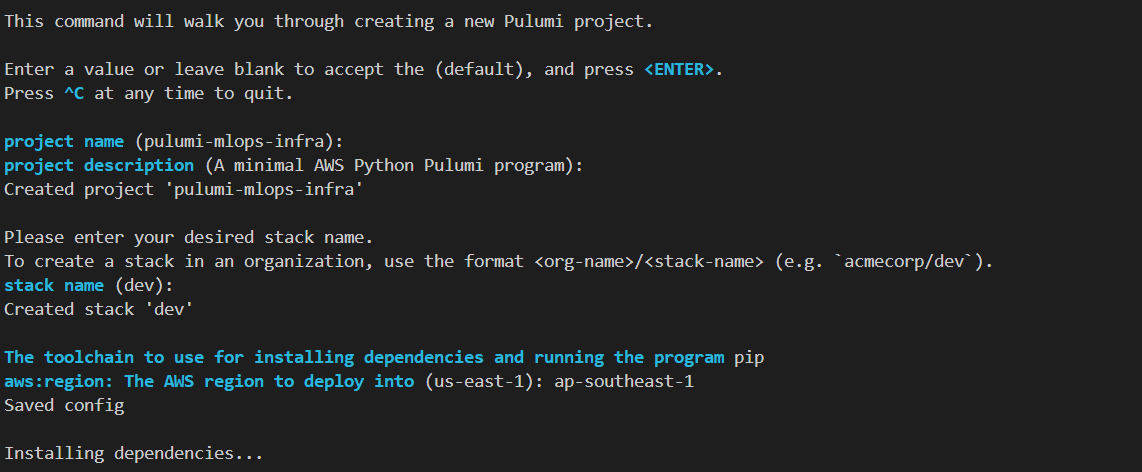 This command will walk you through creating a new Pulumi project.
Enter a value or leave blank to accept the (default), and press <ENTER>.
Press ^C at any time to quit.
project name (pulumi-mlops-infra):
project description (A minimal AWS Python Pulumi program):
Created project 'pulumi-mlops-infra'
Please enter your desired stack name.
To create a stack in an organization, use the format <org-name>/<stack-name> (e.g. `acmecorp/dev`).
stack name (dev):
Created stack 'dev'
The toolchain to use for installing dependencies and running the program pip
aws:region: The AWS region to deploy into (us-east-1): ap-southeast-1
Saved config
Installing dependencies...